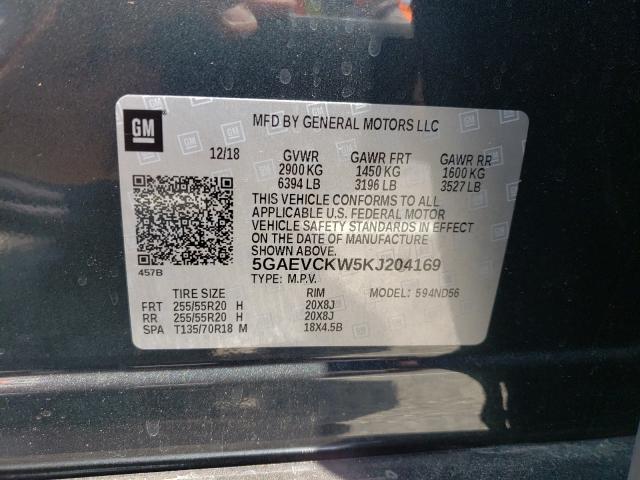 GM
MFD BY GENERAL MOTORS LLC
12/18 GVWR GAWR FRT GAWR RR
2900 KG 1450 KG 1600 KG
6394 LB 3196 LB 3527 LB
THIS VEHICLE CONFORMS TO ALL
APPLICABLE U.S. FEDERAL MOTOR
VEHICLE SAFETY STANDARDS IN EFFECT
ON THE DATE OF MANUFACTURE
SHOWN ABOVE.
5GAEVCKW5KJ204169
457B TYPE: M.P.V.
TIRE SIZE RIM MODEL: 594ND56
FRT 255/55R20 H 20X8J
RR 255/55R20 H 20X8J
SPA T135/70R18 M 18X4.5B